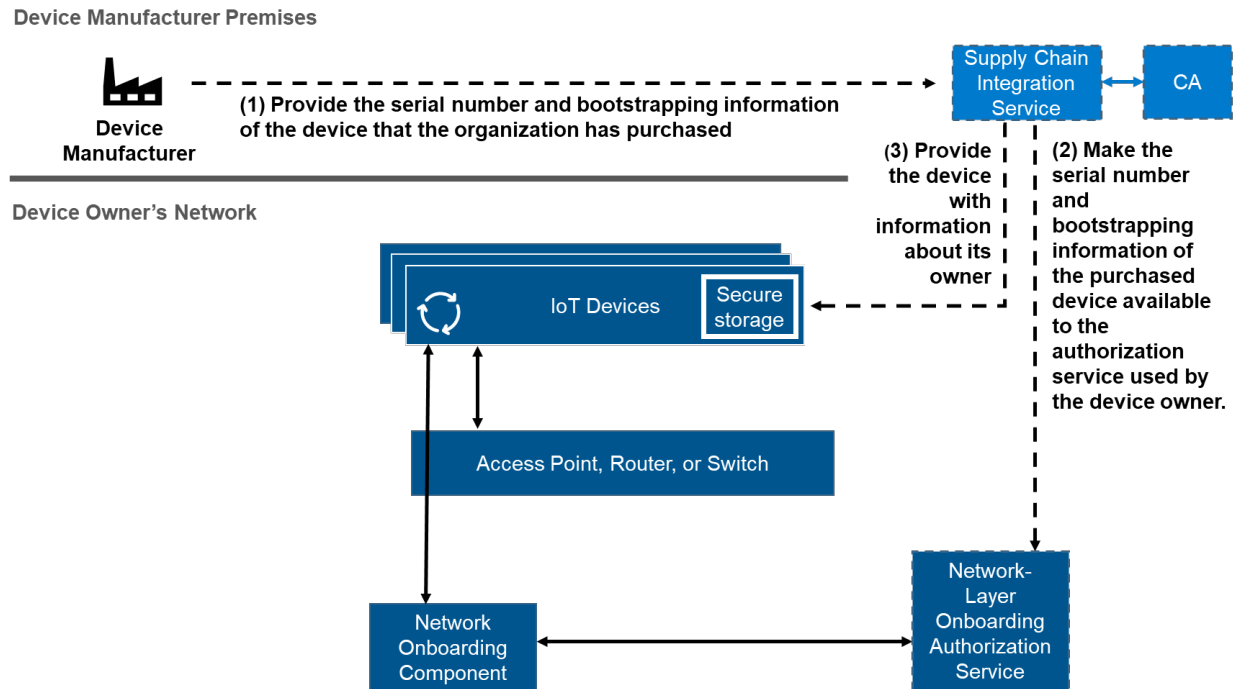 Device Manufacturer Premises
Device
Manufacturer
(1) Provide the serial number and bootstrapping information
of the device that the organization has purchased
Supply Chain
Integration
Service
CA
(3) Provide
the device
with
information
about its
owner
(2) Make the
serial number
and
bootstrapping
information of
the purchased
device available
to the
authorization
service used by
the device owner.
Device Owner’s Network
IoT Devices
Secure
storage
Access Point, Router, or Switch
Network
Onboarding
Component
Network-
Layer
Onboarding
Authorization
Service